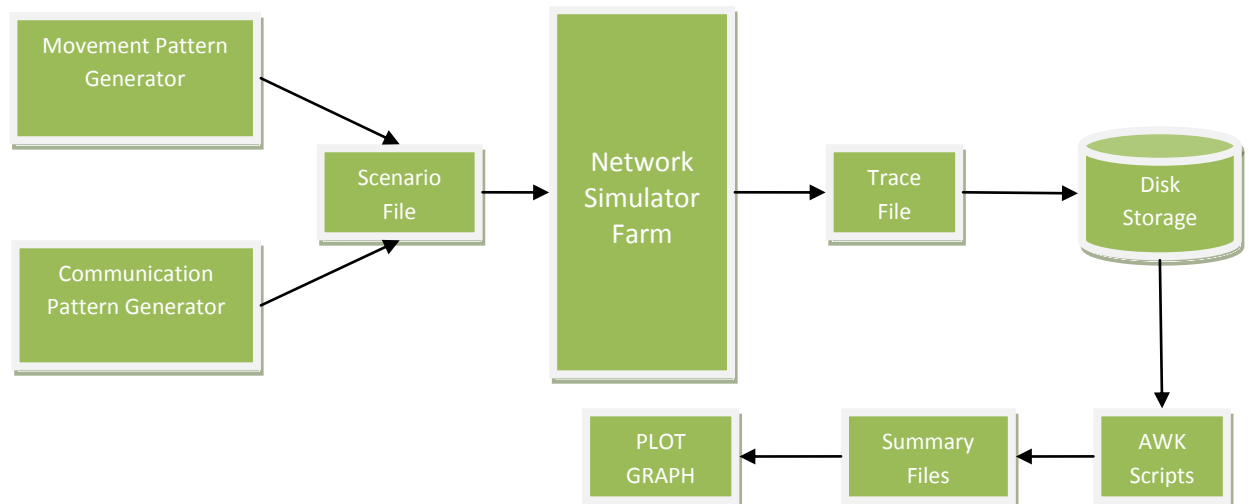 Movement Pattern
Generator
Communication
Pattern Generator
Scenario
File
Network
Simulator
Farm
Trace
File
Disk
Storage
AWK
Scripts
Summary
Files
PLOT
GRAPH